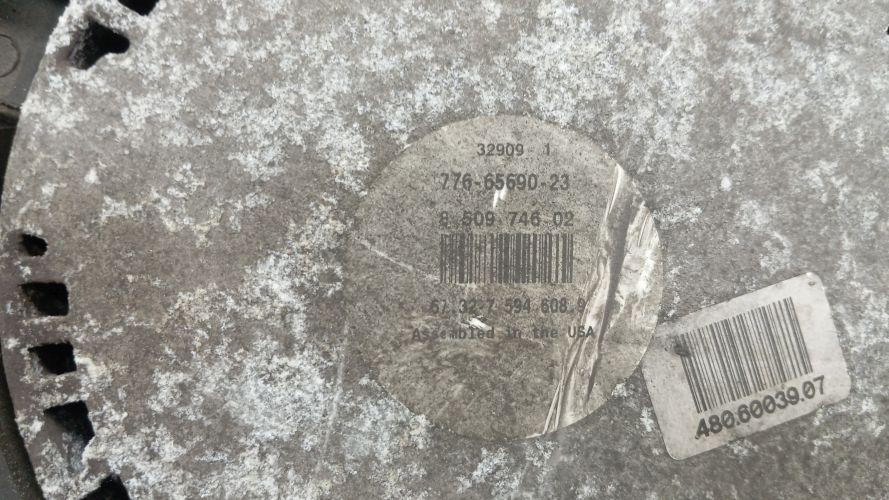 32909 1
776-65690-23
8 509 746 02
67.32-7 594 608.9
Assembled in the USA
480.60039.07